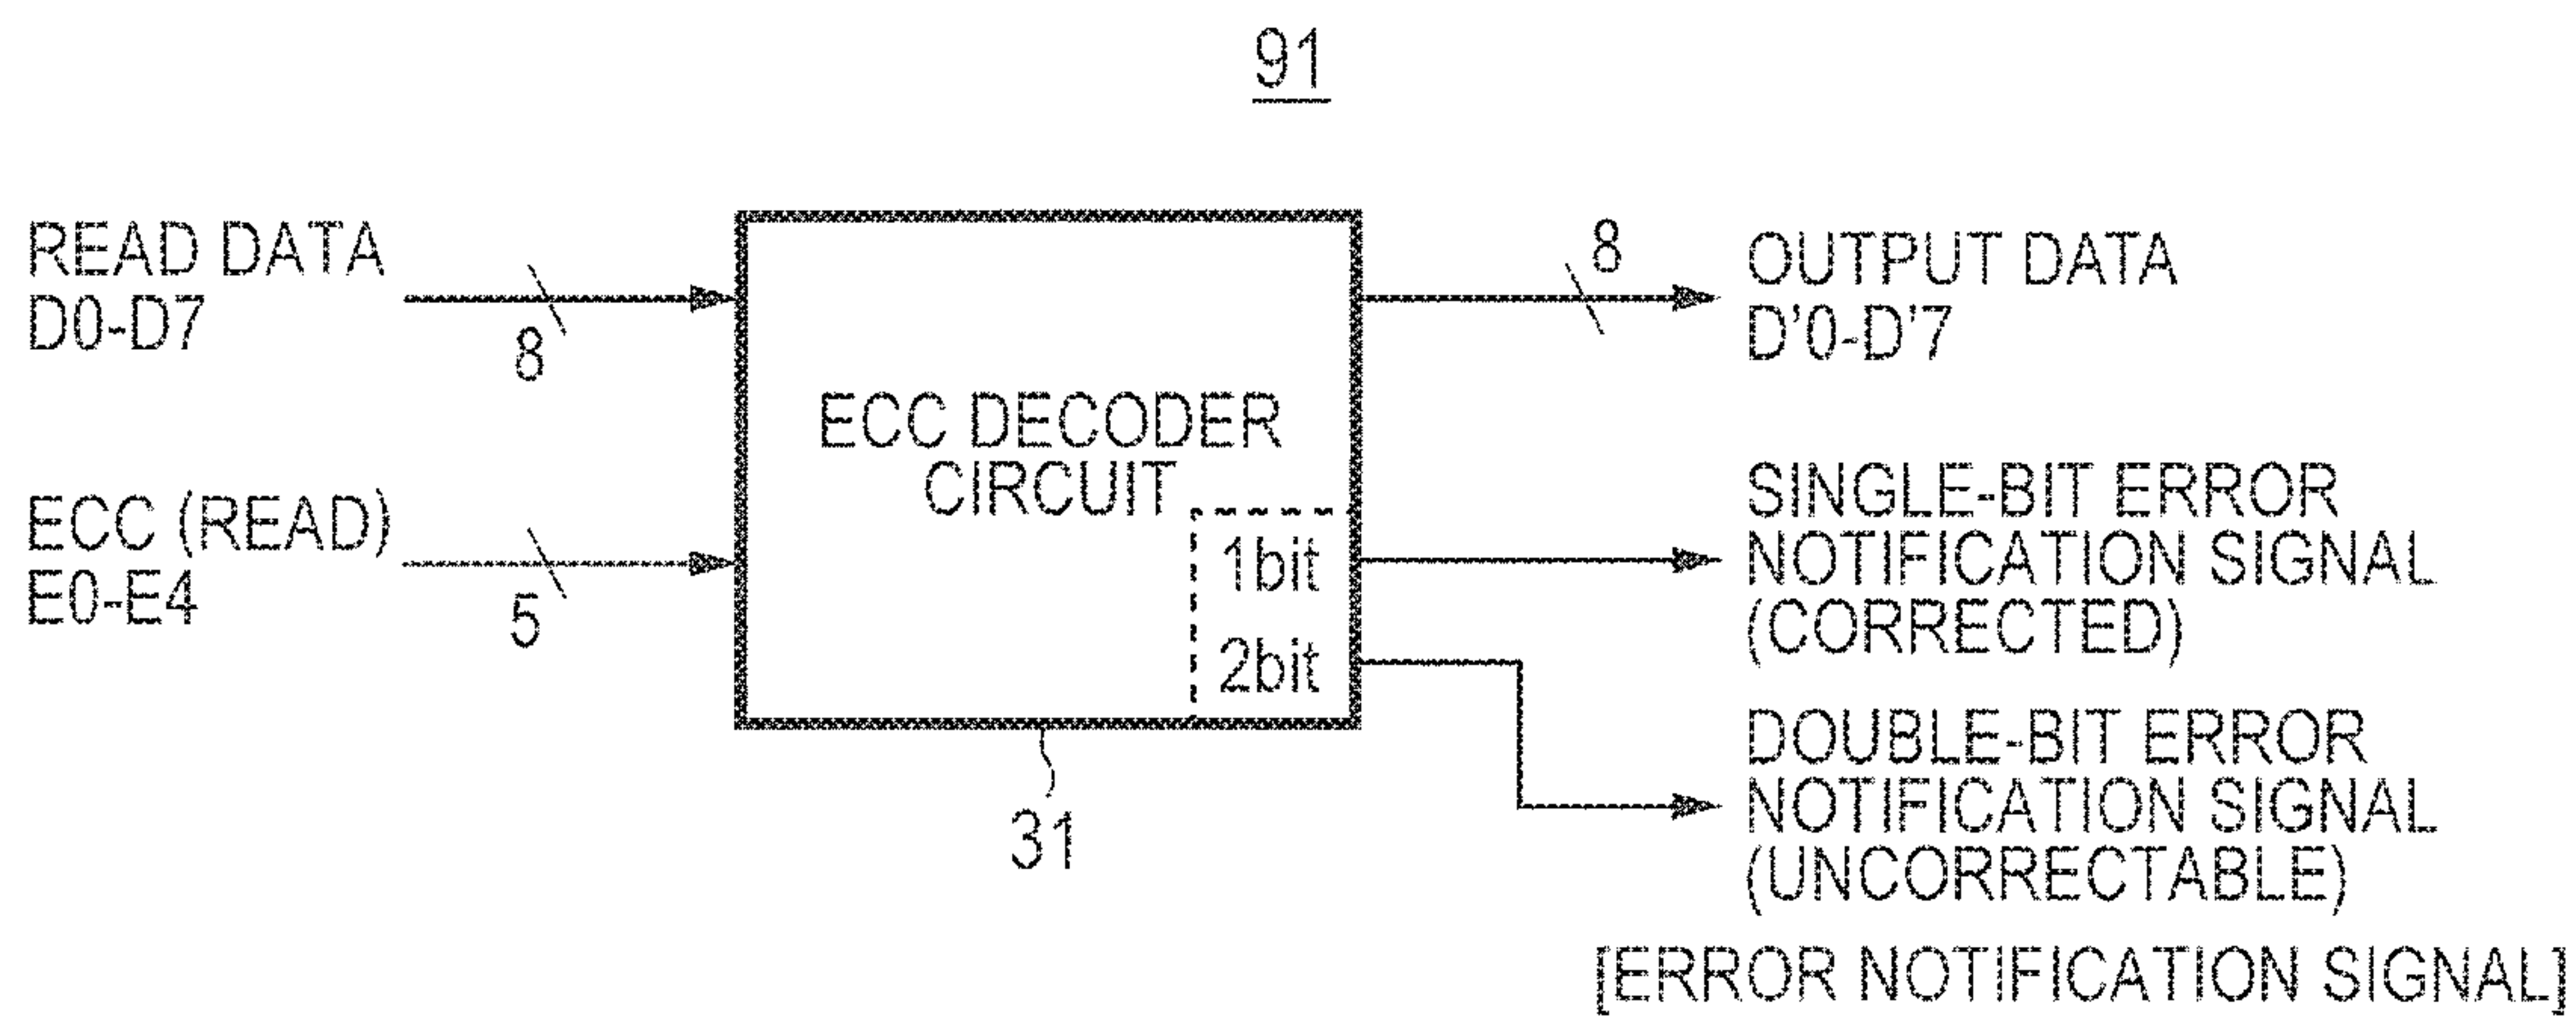 91
READ DATA
D0-D7
8
ECC (READ)
E0-E4
5
ECC DECODER
CIRCUIT
1bit
2bit
31
8
OUTPUT DATA
D'0-D'7
SINGLE-BIT ERROR
NOTIFICATION SIGNAL
(CORRECTED)
DOUBLE-BIT ERROR
NOTIFICATION SIGNAL
(UNCORRECTABLE)
[ERROR NOTIFICATION SIGNAL]